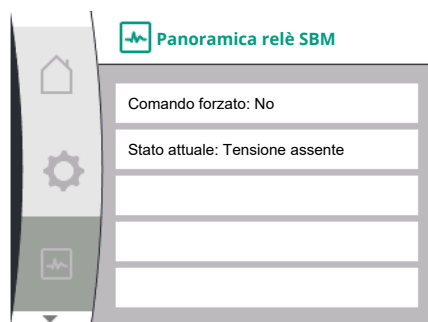 Panoramica relè SBM
Comando forzato: No
Stato attuale: Tensione assente